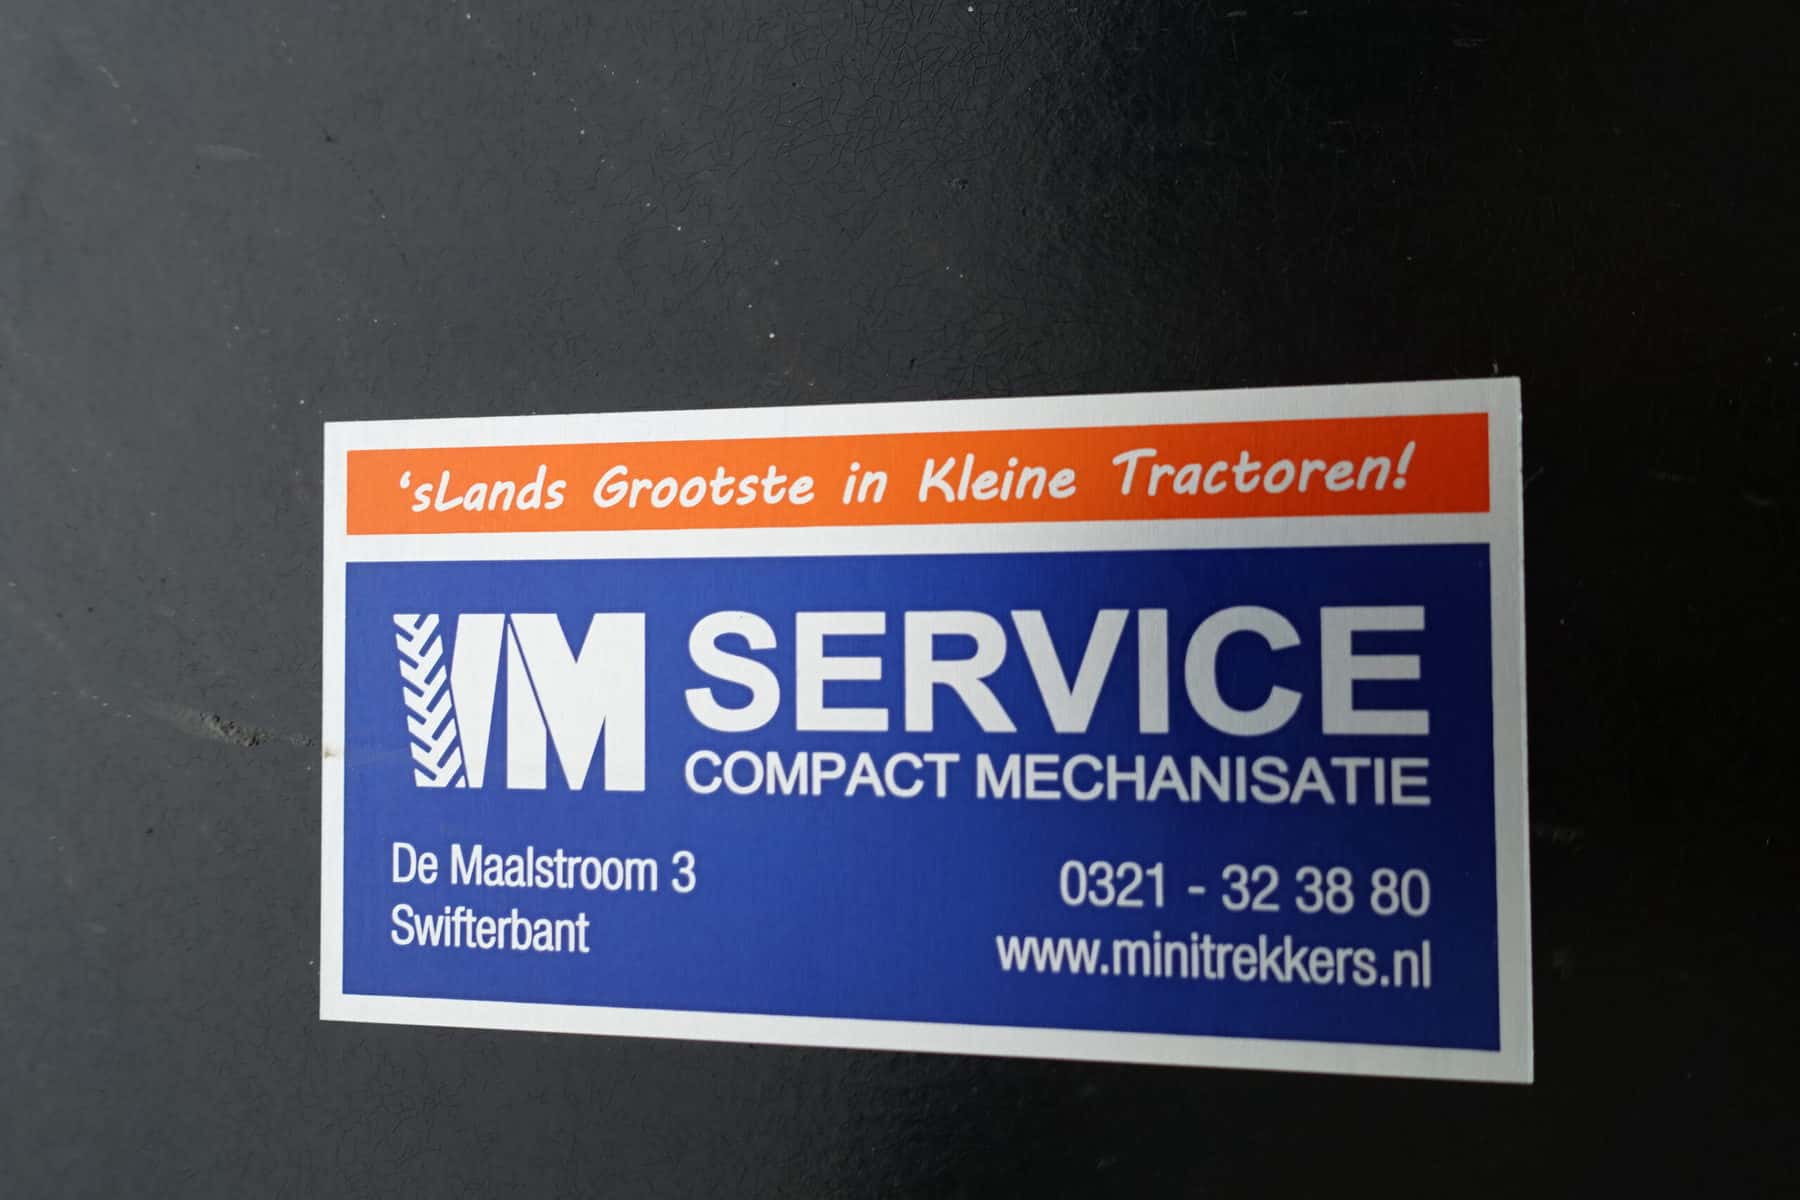 ‘sLands Grootste in Kleine Tractoren!
VM SERVICE
COMPACT MECHANISATIE
De Maalstroom 3
Swifterbant
0321 - 32 38 80
www.minitrekkers.nl